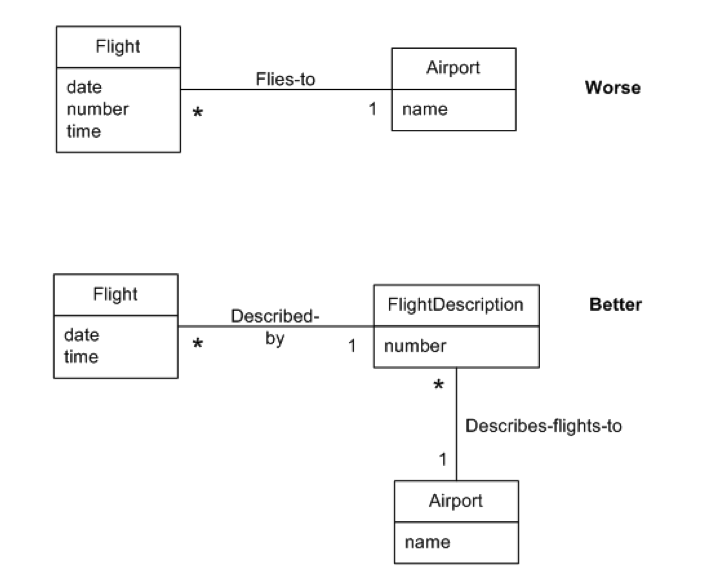 Flight
date
number
time
Flies-to
*
1
Airport
name
Worse
Flight
date
time
Described-
by
*
1
FlightDescription
number
Better
*
Describes-flights-to
1
Airport
name